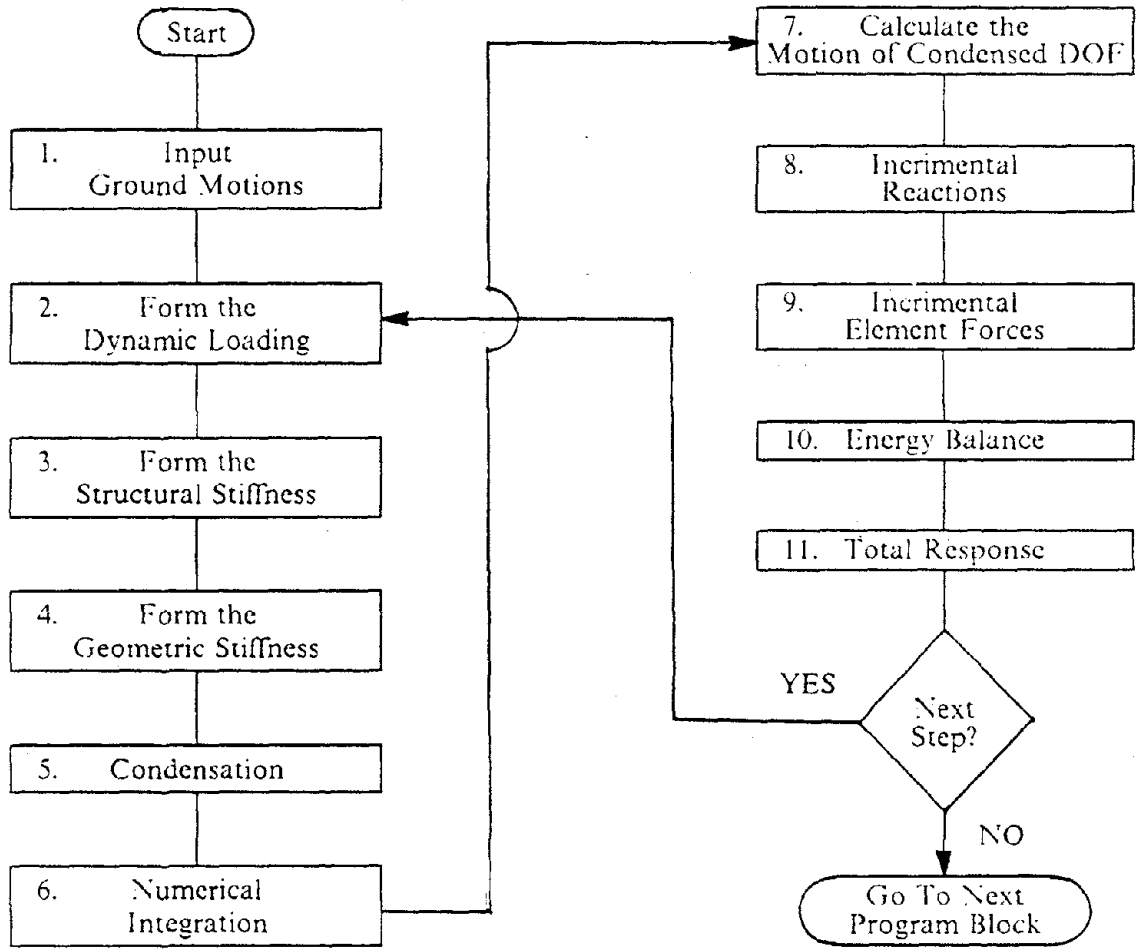 Start
1. Input
Ground Motions
2. Form the
Dynamic Loading
3. Form the
Structural Stiffness
4. Form the
Geometric Stiffness
5. Condensation
6. Numerical
Integration
7. Calculate the
Motion of Condensed DOF
8. Incrimental
Reactions
9. Incrimental
Element Forces
10. Energy Balance
11. Total Response
YES
Next
Step?
NO
Go To Next
Program Block